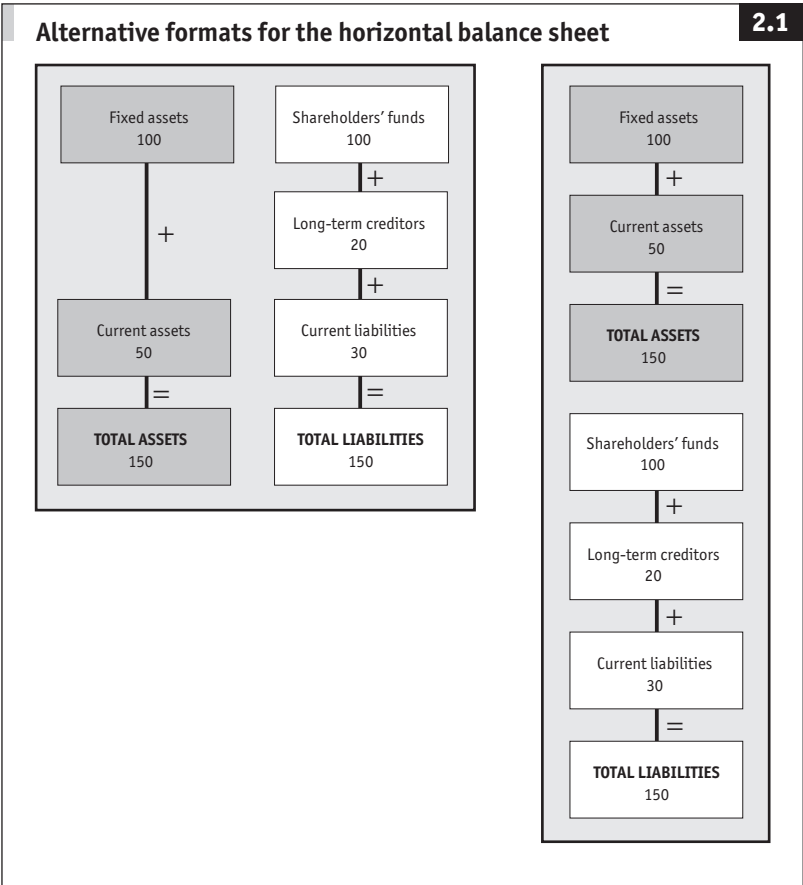 Alternative formats for the horizontal balance sheet
2.1
Fixed assets
100
+
Current assets
50
=
TOTAL ASSETS
150
Shareholders' funds
100
+
Long-term creditors
20
+
Current liabilities
30
=
TOTAL LIABILITIES
150
Fixed assets
100
+
Current assets
50
=
TOTAL ASSETS
150
Shareholders' funds
100
+
Long-term creditors
20
+
Current liabilities
30
=
TOTAL LIABILITIES
150